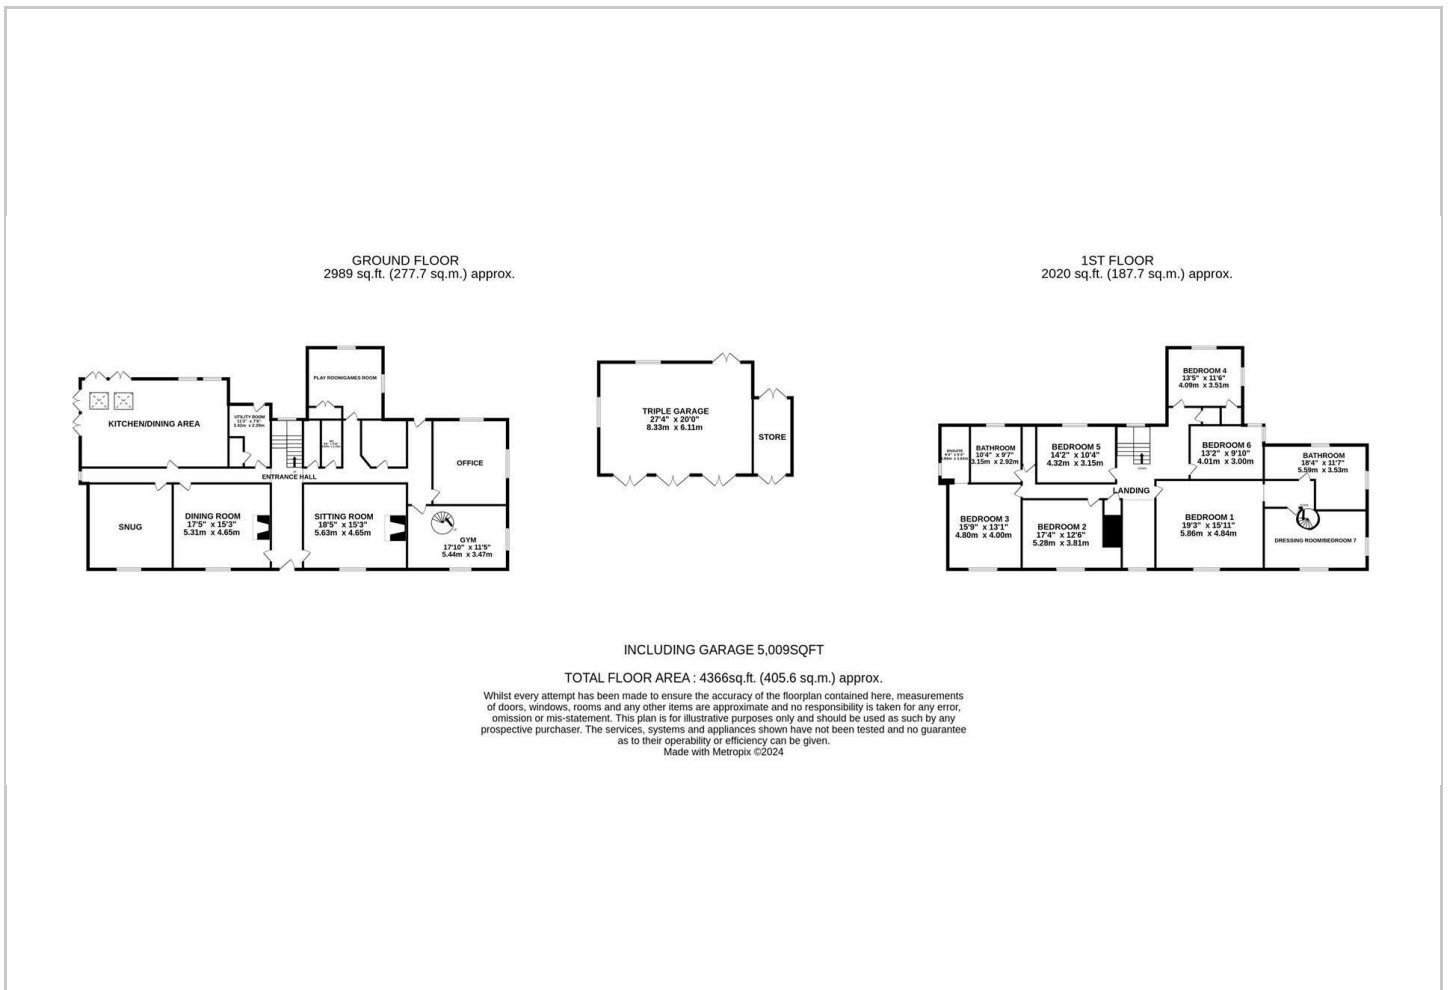 GROUND FLOOR
2989 sq.ft. (277.7 sq.m.) approx.
1ST FLOOR
2020 sq.ft. (187.7 sq.m.) approx.
PLAY ROOM/GAMES ROOM
KITCHEN/DINING AREA
UTILITY ROOM
OFFICE
ENTRANCE HALL
SNUG
DINING ROOM
17'5" x 15'3"
5.31m x 4.65m
SITTING ROOM
18'5" x 15'3"
5.63m x 4.65m
GYM
17'10" x 11'5"
5.44m x 3.47m
TRIPLE GARAGE
27'4" x 20'0"
8.33m x 6.11m
STORE
BEDROOM 4
13'5" x 11'6"
4.09m x 3.51m
ENSUITE
BATHROOM
10'4" x 9'7"
3.15m x 2.92m
BEDROOM 5
14'2" x 10'4"
4.32m x 3.15m
BEDROOM 6
13'2" x 9'10"
4.01m x 3.00m
BATHROOM
18'4" x 11'7"
5.59m x 3.53m
LANDING
BEDROOM 3
15'9" x 13'1"
4.80m x 4.00m
BEDROOM 2
17'4" x 12'6"
5.28m x 3.81m
BEDROOM 1
19'3" x 15'11"
5.86m x 4.84m
DRESSING ROOM/BEDROOM 7
INCLUDING GARAGE 5,009SQFT
TOTAL FLOOR AREA : 4366sq.ft. (405.6 sq.m.) approx.
Whilst every attempt has been made to ensure the accuracy of the floorplan contained here, measurements
of doors, windows, rooms and any other items are approximate and no responsibility is taken for any error,
omission or mis-statement. This plan is for illustrative purposes only and should be used as such by any
prospective purchaser. The services, systems and appliances shown have not been tested and no guarantee
as to their operability or efficiency can be given.
Made with Metropix ©2024